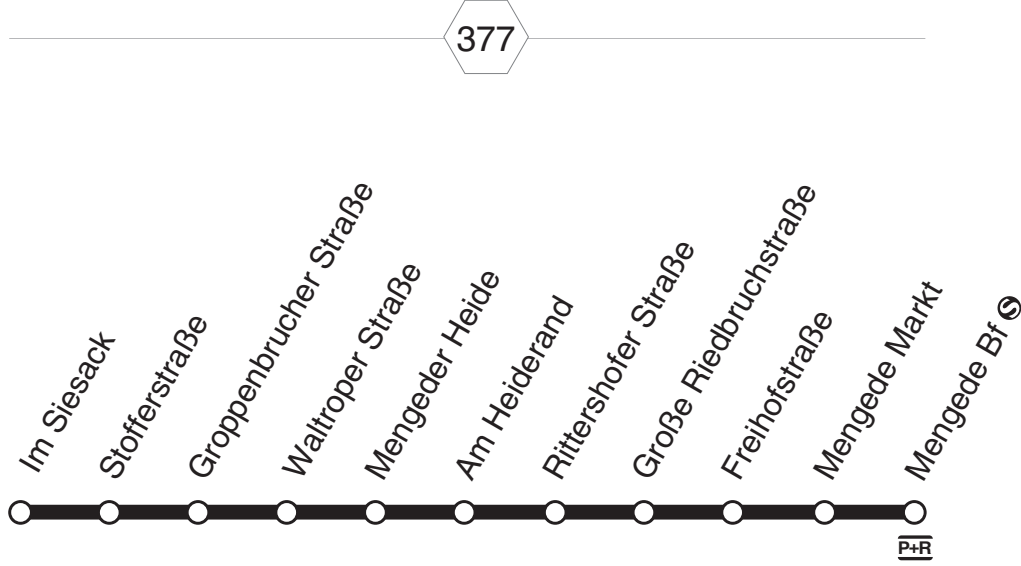 377
Im Siesack
Stofferstraße
Groppenbrucher Straße
Waltroper Straße
Mengeder Heide
Am Heiderand
Rittershofer Straße
Große Riedbruchstraße
Freihofstraße
Mengede Markt
Mengede Bf S
P+R